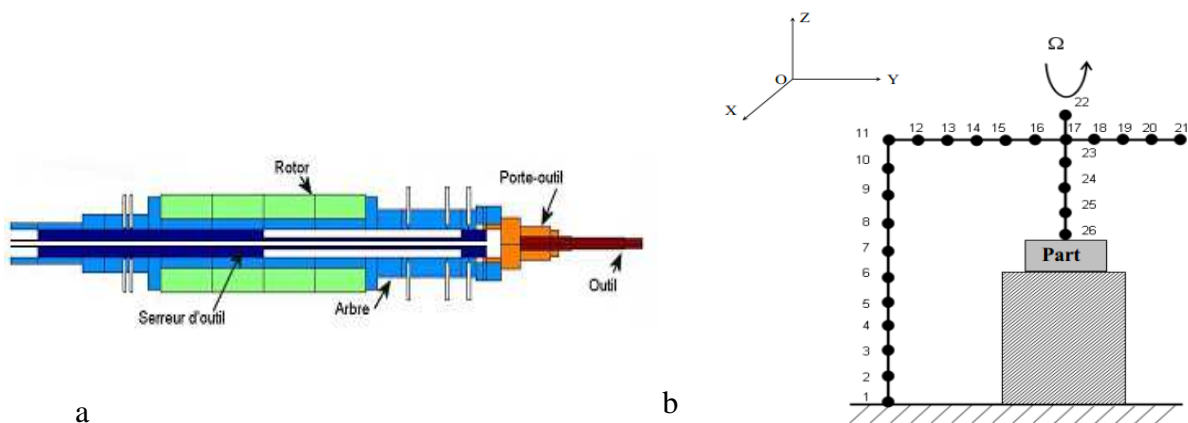 Rotor
Porte-outil
Outil
Arbre
Serreur d'outil
a
Z
O
Y
X
Ω
22
11 12 13 14 15 16 17 18 19 20 21
10
23
9
24
8
25
7
26
Part
6
5
4
3
2
1
b